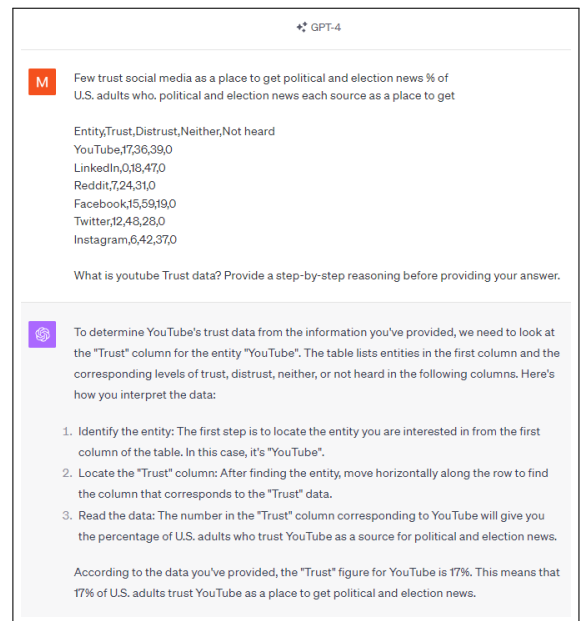 GPT-4
M
Few trust social media as a place to get political and election news % of
U.S. adults who. political and election news each source as a place to get
Entity,Trust,Distrust,Neither,Not heard
YouTube,17,36,39,0
LinkedIn,0,18,47,0
Reddit,7,24,31,0
Facebook,15,59,19,0
Twitter,12,48,28,0
Instagram,6,42,37,0
What is youtube Trust data? Provide a step-by-step reasoning before providing your answer.
To determine YouTube's trust data from the information you've provided, we need to look at
the "Trust" column for the entity "YouTube". The table lists entities in the first column and the
corresponding levels of trust, distrust, neither, or not heard in the following columns. Here's
how you interpret the data:
1. Identify the entity: The first step is to locate the entity you are interested in from the first
column of the table. In this case, it's "YouTube".
2. Locate the "Trust" column: After finding the entity, move horizontally along the row to find
the column that corresponds to the "Trust" data.
3. Read the data: The number in the "Trust" column corresponding to YouTube will give you
the percentage of U.S. adults who trust YouTube as a source for political and election news.
According to the data you've provided, the "Trust" figure for YouTube is 17%. This means that
17% of U.S. adults trust YouTube as a place to get political and election news.